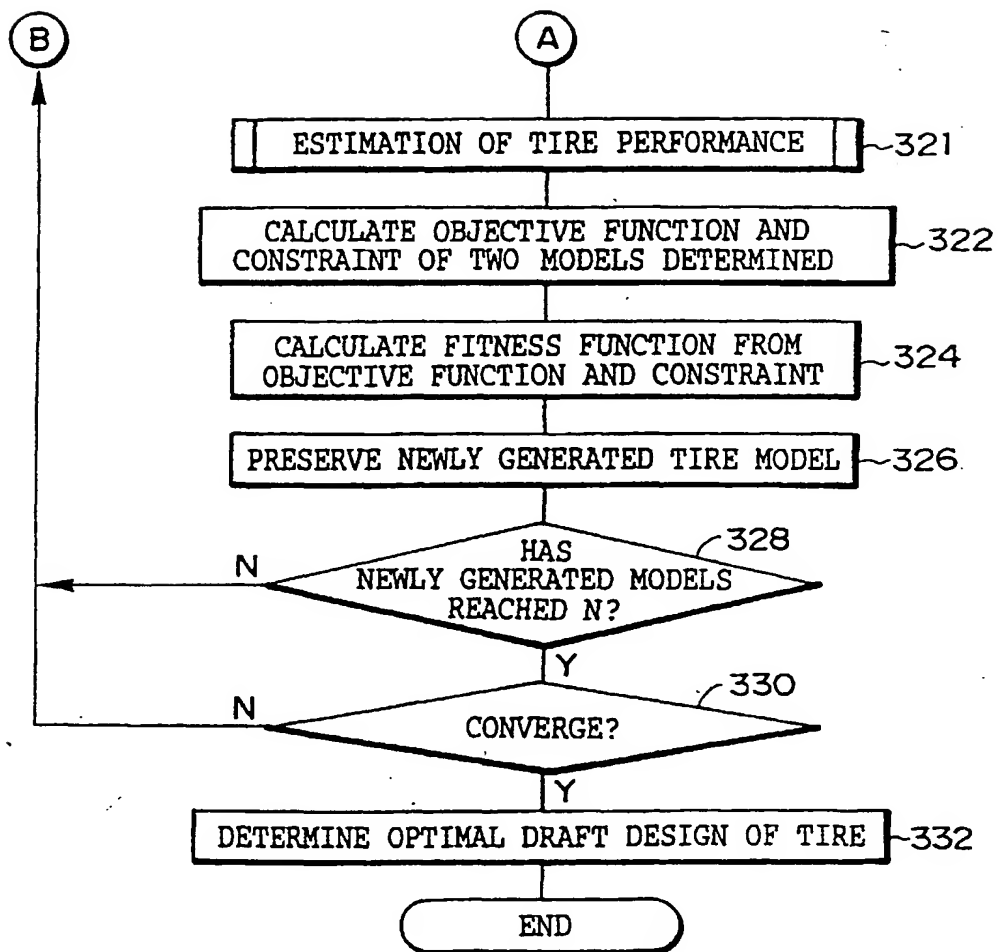 B
A
ESTIMATION OF TIRE PERFORMANCE
321
CALCULATE OBJECTIVE FUNCTION AND
CONSTRAINT OF TWO MODELS DETERMINED
322
CALCULATE FITNESS FUNCTION FROM
OBJECTIVE FUNCTION AND CONSTRAINT
324
PRESERVE NEWLY GENERATED TIRE MODEL
326
328
HAS
NEWLY GENERATED MODELS
REACHED N?
N
Y
330
CONVERGE?
N
Y
DETERMINE OPTIMAL DRAFT DESIGN OF TIRE
332
END